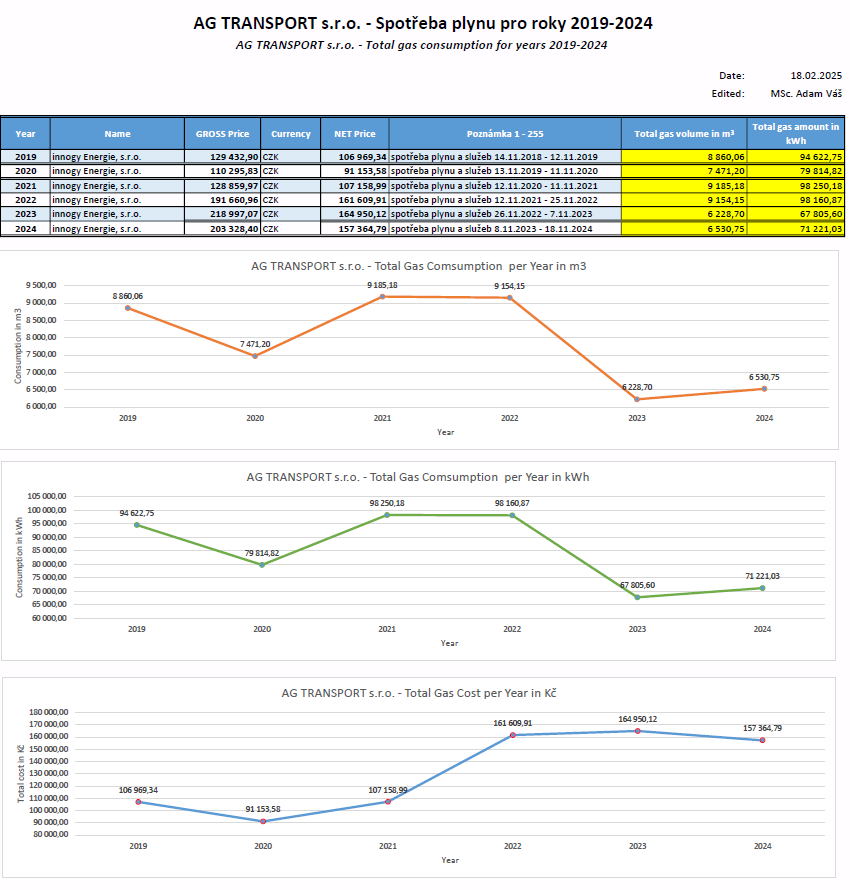 AG TRANSPORT s.r.o. - Spotřeba plynu pro roky 2019-2024
AG TRANSPORT s.r.o. - Total gas consumption for years 2019-2024
Date: 18.02.2025
Edited: MSc. Adam Váš
Year Name GROSS Price Currency NET Price Poznámka 1 - 255 Total gas volume in m³ Total gas amount in kWh
2019 innogy Energie, s.r.o. 129 432,90 CZK 106 969,34 spotřeba plynu a služeb 14.11.2018 - 12.11.2019 8 860,06 94 622,75
2020 innogy Energie, s.r.o. 110 295,83 CZK 91 153,58 spotřeba plynu a služeb 13.11.2019 - 11.11.2020 7 471,20 79 814,82
2021 innogy Energie, s.r.o. 128 859,97 CZK 107 158,99 spotřeba plynu a služeb 12.11.2020 - 11.11.2021 9 185,18 98 250,18
2022 innogy Energie, s.r.o. 191 660,96 CZK 161 609,91 spotřeba plynu a služeb 12.11.2021 - 25.11.2022 9 154,15 98 160,87
2023 innogy Energie, s.r.o. 218 997,07 CZK 164 950,12 spotřeba plynu a služeb 26.11.2022 - 7.11.2023 6 228,70 67 805,60
2024 innogy Energie, s.r.o. 203 328,40 CZK 157 364,79 spotřeba plynu a služeb 8.11.2023 - 18.11.2024 6 530,75 71 221,03
AG TRANSPORT s.r.o. - Total Gas Comsumption per Year in m3
Consumption in m3
9 500,00
9 000,00
8 500,00
8 000,00
7 500,00
7 000,00
6 500,00
6 000,00
8 860,06
7 471,20
9 185,18
9 154,15
6 228,70
6 530,75
2019 2020 2021 2022 2023 2024
Year
AG TRANSPORT s.r.o. - Total Gas Comsumption per Year in kWh
Consumption in kWh
105 000,00
100 000,00
95 000,00
90 000,00
85 000,00
80 000,00
75 000,00
70 000,00
65 000,00
60 000,00
94 622,75
79 814,82
98 250,18
98 160,87
67 805,60
71 221,03
2019 2020 2021 2022 2023 2024
Year
AG TRANSPORT s.r.o. - Total Gas Cost per Year in Kč
Total cost in Kč
180 000,00
170 000,00
160 000,00
150 000,00
140 000,00
130 000,00
120 000,00
110 000,00
100 000,00
90 000,00
80 000,00
106 969,34
91 153,58
107 158,99
161 609,91
164 950,12
157 364,79
2019 2020 2021 2022 2023 2024
Year